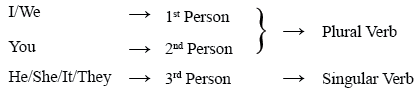 I/We → 1st Person
You → 2nd Person
} → Plural Verb
He/She/It/They → 3rd Person → Singular Verb